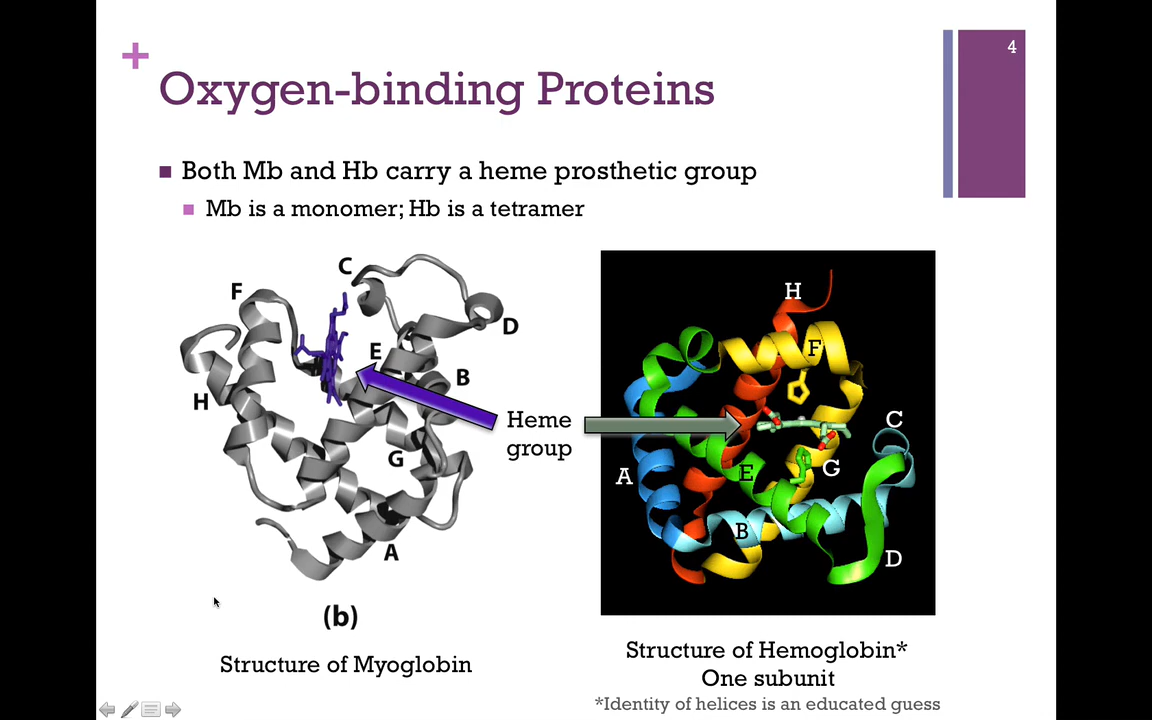 4
+
Oxygen-binding Proteins
Both Mb and Hb carry a heme prosthetic group
Mb is a monomer; Hb is a tetramer
C
F
D
E
B
H
G
A
(b)
Structure of Myoglobin
Heme
group
H
F
C
A
E
G
B
D
Structure of Hemoglobin*
One subunit
*Identity of helices is an educated guess